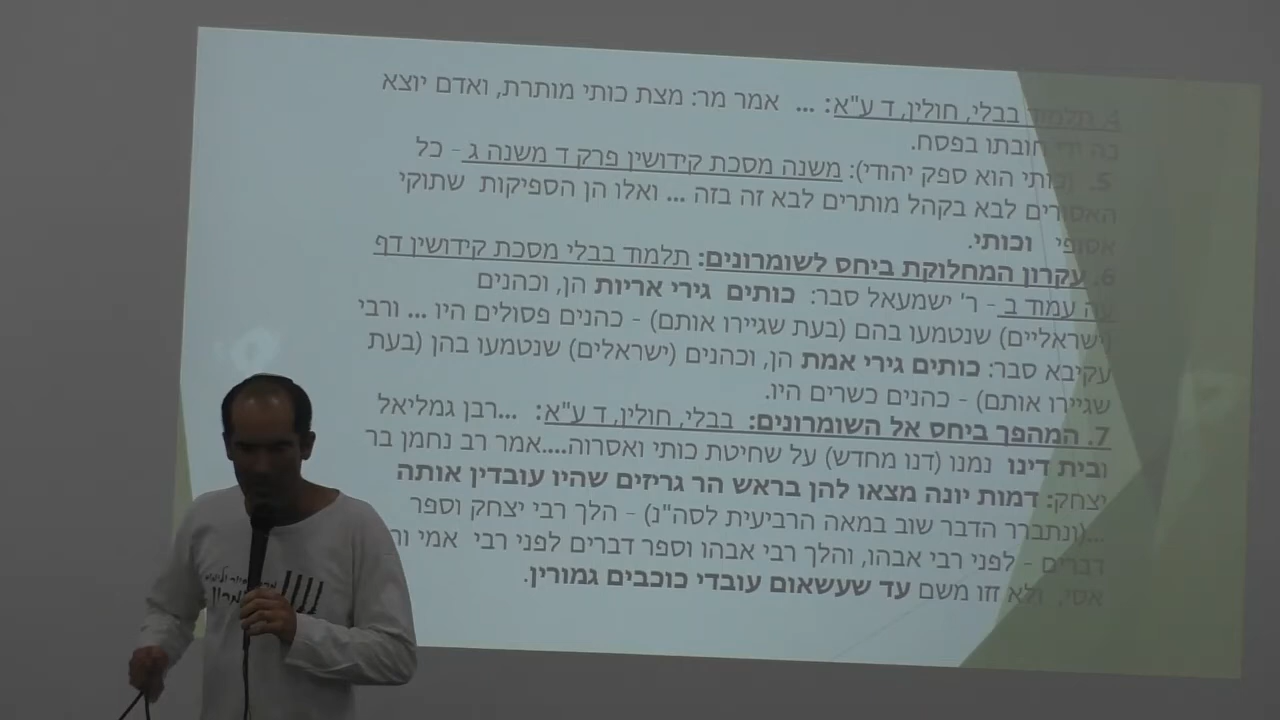 4. תלמוד בבלי, חולין, ד ע"א: ... אמר מר: מצת כותי מותרת, ואדם יוצא
בה ידי חובתו בפסח.
5. (כותי הוא ספק יהודי): משנה מסכת קידושין פרק ד משנה ג - כל
האסורים לבא בקהל מותרים לבא זה בזה ... ואלו הן הספיקות שתוקי
אסופי וכותי.
6. עקרון המחלוקת ביחס לשומרונים: תלמוד בבלי מסכת קידושין דף
עה עמוד ב - ר' ישמעאל סבר: כותים גירי אריות הן, וכהנים
(ישראליים) שנטמעו בהם (בעת שגיירו אותם) - כהנים פסולים היו ... ורבי
עקיבא סבר: כותים גירי אמת הן, וכהנים (ישראלים) שנטמעו בהן (בעת
שגיירו אותם) - כהנים כשרים היו.
7. המהפך ביחס אל השומרונים: בבלי, חולין, ד ע"א: ...רבן גמליאל
ובית דינו נמנו (דנו מחדש) על שחיטת כותי ואסרוה....אמר רב נחמן בר
יצחק: דמות יונה מצאו להן בראש הר גריזים שהיו עובדין אותה
...(ונתברר הדבר שוב במאה הרביעית לסה"נ) - הלך רבי יצחק וספר
דברים - לפני רבי אבהו, והלך רבי אבהו וספר דברים לפני רבי אמי
אסי, ולא זזו משם עד שעשאום עובדי כוכבים גמורין.